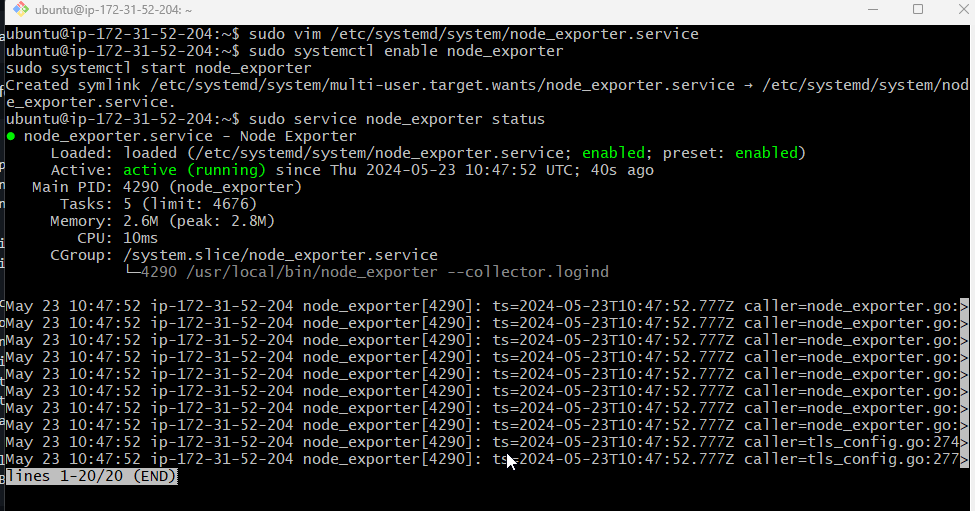 ubuntu@ip-172-31-52-204: ~
ubuntu@ip-172-31-52-204:~$ sudo vim /etc/systemd/system/node_exporter.service
ubuntu@ip-172-31-52-204:~$ sudo systemctl enable node_exporter
sudo systemctl start node_exporter
Created symlink /etc/systemd/system/multi-user.target.wants/node_exporter.service → /etc/systemd/system/nod
e_exporter.service.
ubuntu@ip-172-31-52-204:~$ sudo service node_exporter status
● node_exporter.service - Node Exporter
     Loaded: loaded (/etc/systemd/system/node_exporter.service; enabled; preset: enabled)
     Active: active (running) since Thu 2024-05-23 10:47:52 UTC; 40s ago
   Main PID: 4290 (node_exporter)
      Tasks: 5 (limit: 4676)
     Memory: 2.6M (peak: 2.8M)
        CPU: 10ms
     CGroup: /system.slice/node_exporter.service
             └─4290 /usr/local/bin/node_exporter --collector.logind
May 23 10:47:52 ip-172-31-52-204 node_exporter[4290]: ts=2024-05-23T10:47:52.777Z caller=node_exporter.go:>
May 23 10:47:52 ip-172-31-52-204 node_exporter[4290]: ts=2024-05-23T10:47:52.777Z caller=node_exporter.go:>
May 23 10:47:52 ip-172-31-52-204 node_exporter[4290]: ts=2024-05-23T10:47:52.777Z caller=node_exporter.go:>
May 23 10:47:52 ip-172-31-52-204 node_exporter[4290]: ts=2024-05-23T10:47:52.777Z caller=node_exporter.go:>
May 23 10:47:52 ip-172-31-52-204 node_exporter[4290]: ts=2024-05-23T10:47:52.777Z caller=node_exporter.go:>
May 23 10:47:52 ip-172-31-52-204 node_exporter[4290]: ts=2024-05-23T10:47:52.777Z caller=node_exporter.go:>
May 23 10:47:52 ip-172-31-52-204 node_exporter[4290]: ts=2024-05-23T10:47:52.777Z caller=node_exporter.go:>
May 23 10:47:52 ip-172-31-52-204 node_exporter[4290]: ts=2024-05-23T10:47:52.777Z caller=node_exporter.go:>
May 23 10:47:52 ip-172-31-52-204 node_exporter[4290]: ts=2024-05-23T10:47:52.777Z caller=tls_config.go:274>
May 23 10:47:52 ip-172-31-52-204 node_exporter[4290]: ts=2024-05-23T10:47:52.777Z caller=tls_config.go:277>
lines 1-20/20 (END)